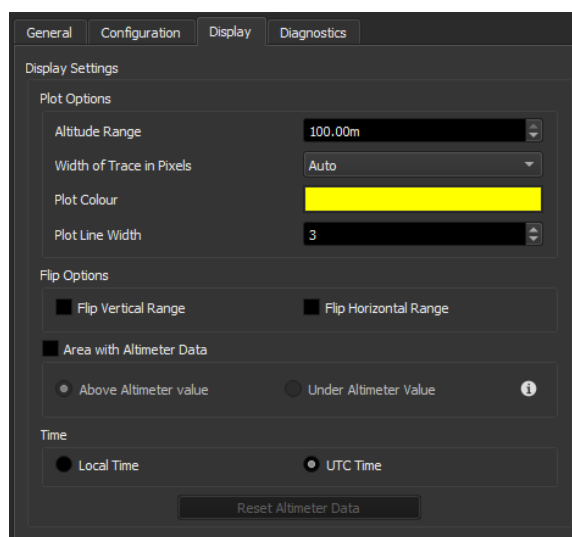 General Configuration Display Diagnostics
Display Settings
Plot Options
Altitude Range 100.00m
Width of Trace in Pixels Auto
Plot Colour
Plot Line Width 3
Flip Options
Flip Vertical Range Flip Horizontal Range
Area with Altimeter Data
Above Altimeter value Under Altimeter Value i
Time
Local Time UTC Time
Reset Altimeter Data